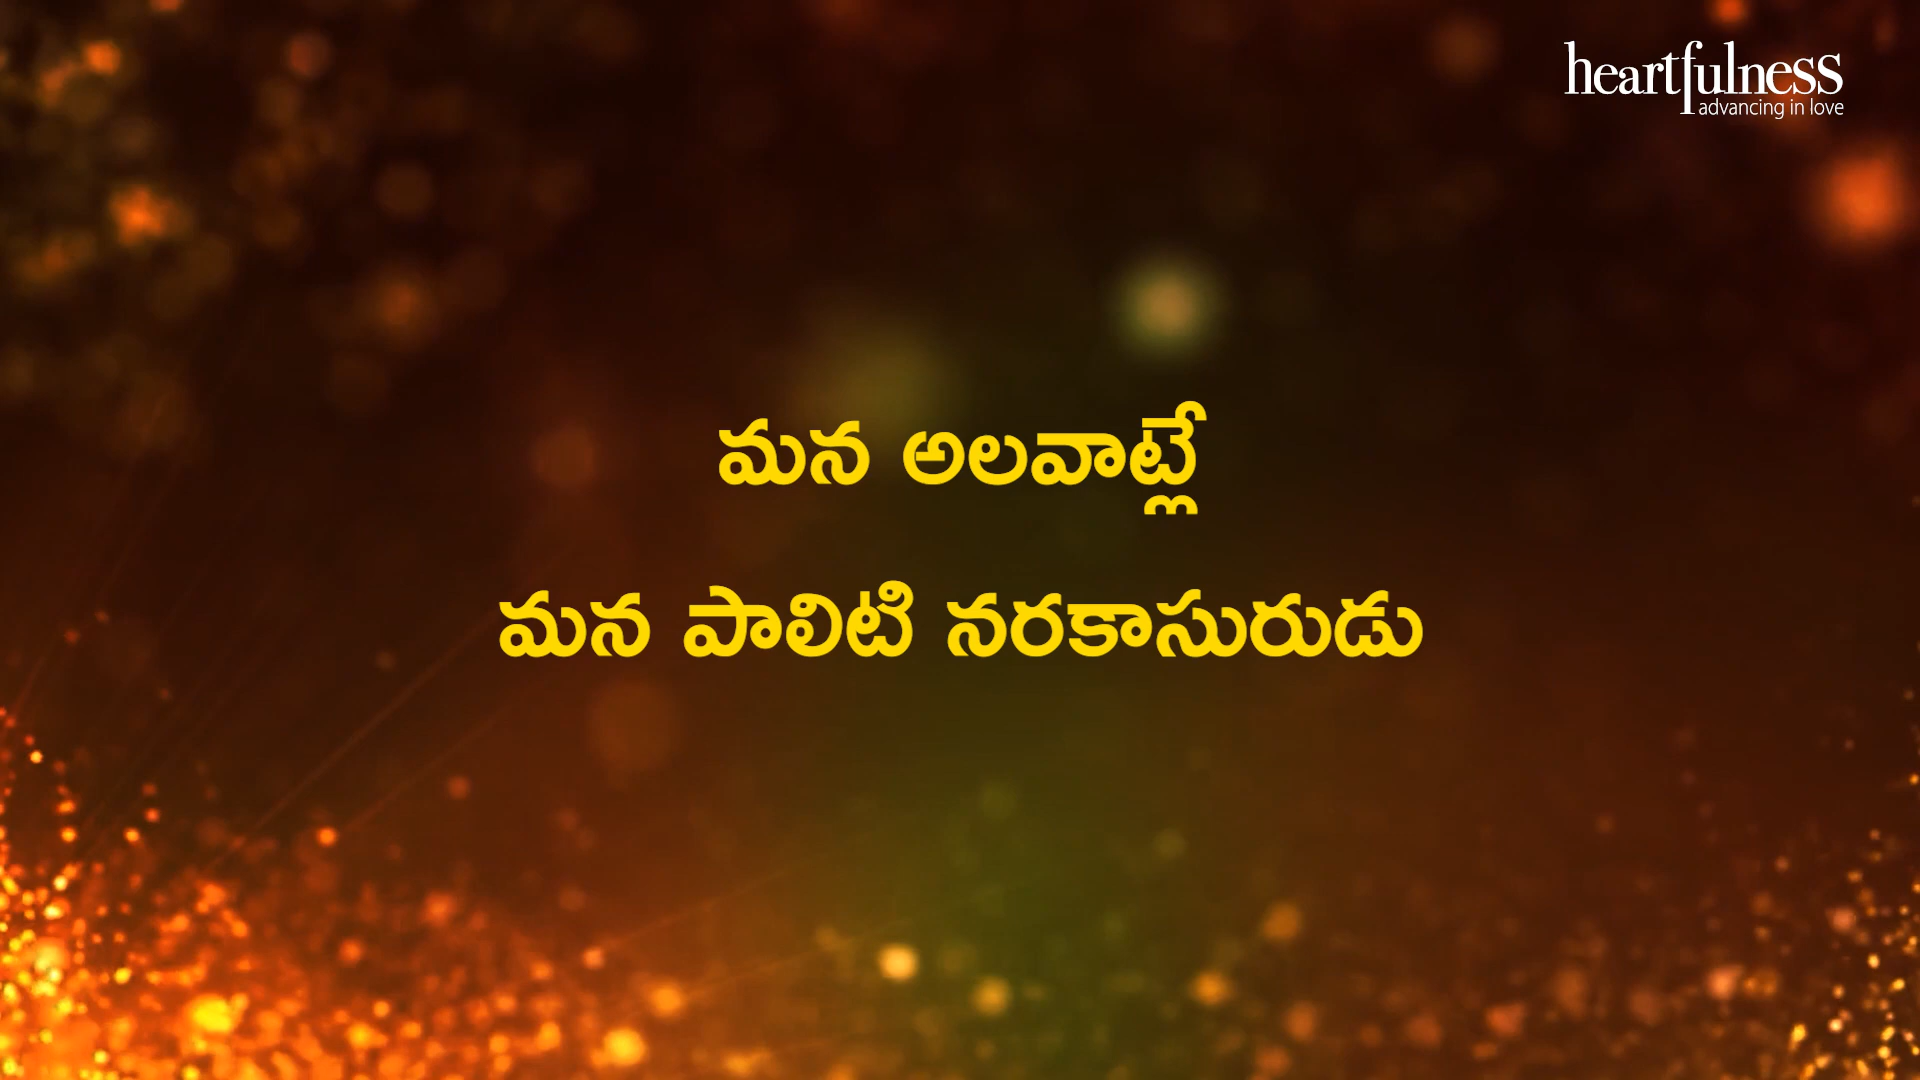 heartfulness
advancing in love
మన అలవాట్లే
మన పాలిటి నరకాసురుడు